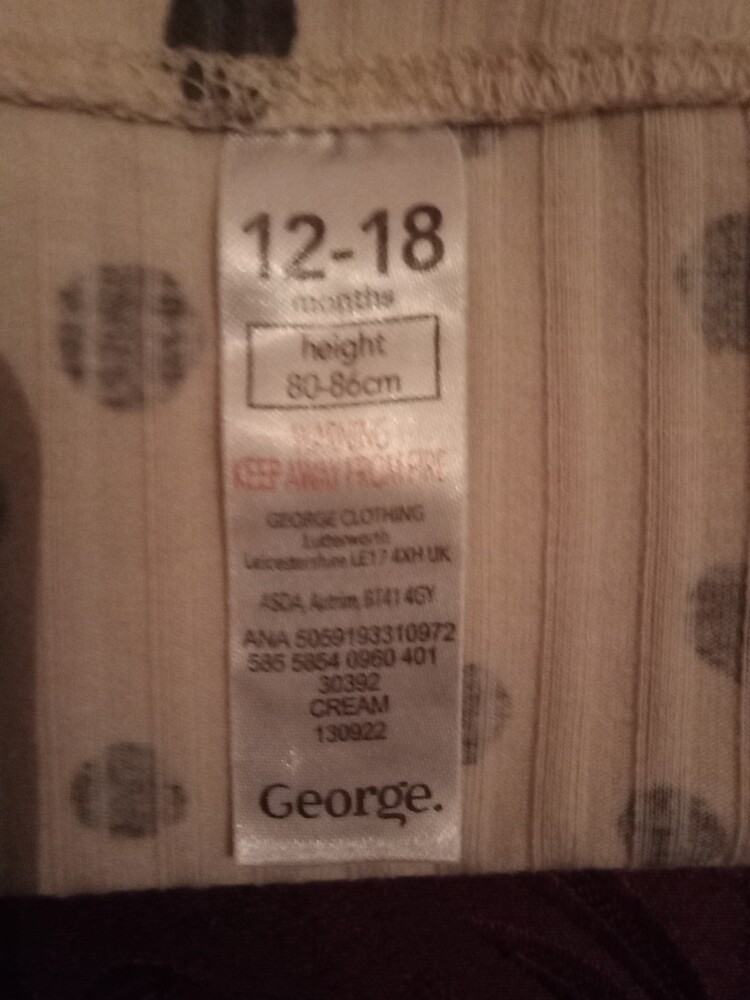 12-18
months
height
80-86cm
WARNING
KEEP AWAY FROM FIRE
GEORGE CLOTHING
Lutterworth
Leicestershire LE17 4XH UK
ASDA, Antrim, BT41 4GY
ANA 5059193310972
585 5854 0960 401
30392
CREAM
130922
George.